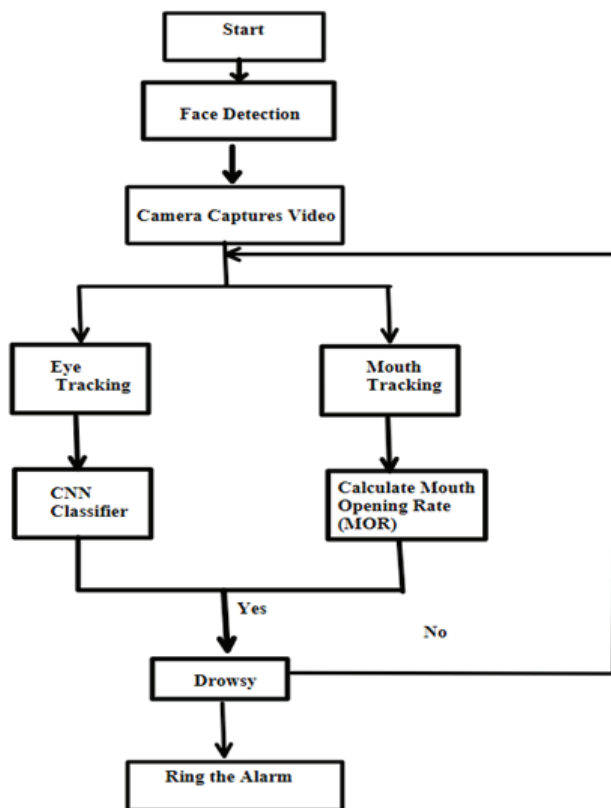 Start
Face Detection
Camera Captures Video
Eye
Tracking
Mouth
Tracking
CNN
Classifier
Calculate Mouth
Opening Rate
(MOR)
Yes
No
Drowsy
Ring the Alarm